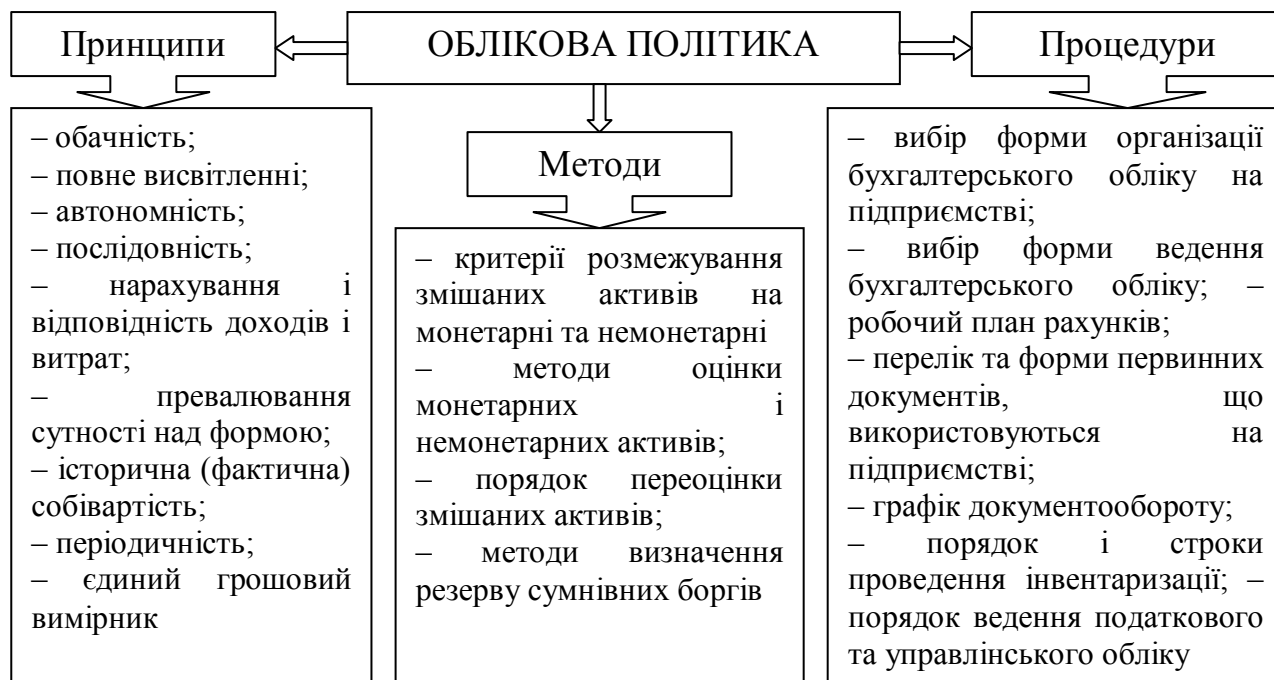 Принципи
ОБЛІКОВА ПОЛІТИКА
Процедури
– обачність;
– повне висвітленні;
– автономність;
– послідовність;
– нарахування і
відповідність доходів і
витрат;
– превалювання
сутності над формою;
– історична (фактична)
собівартість;
– періодичність;
– єдиний грошовий
вимірник
Методи
– критерії розмежування
змішаних активів на
монетарні та немонетарні
– методи оцінки
монетарних і
немонетарних активів;
– порядок переоцінки
змішаних активів;
– методи визначення
резерву сумнівних боргів
– вибір форми організації
бухгалтерського обліку на
підприємстві;
– вибір форми ведення
бухгалтерського обліку; –
робочий план рахунків;
– перелік та форми первинних
документів, що
використовуються на
підприємстві;
– графік документообороту;
– порядок і строки
проведення інвентаризації; –
порядок ведення податкового
та управлінського обліку